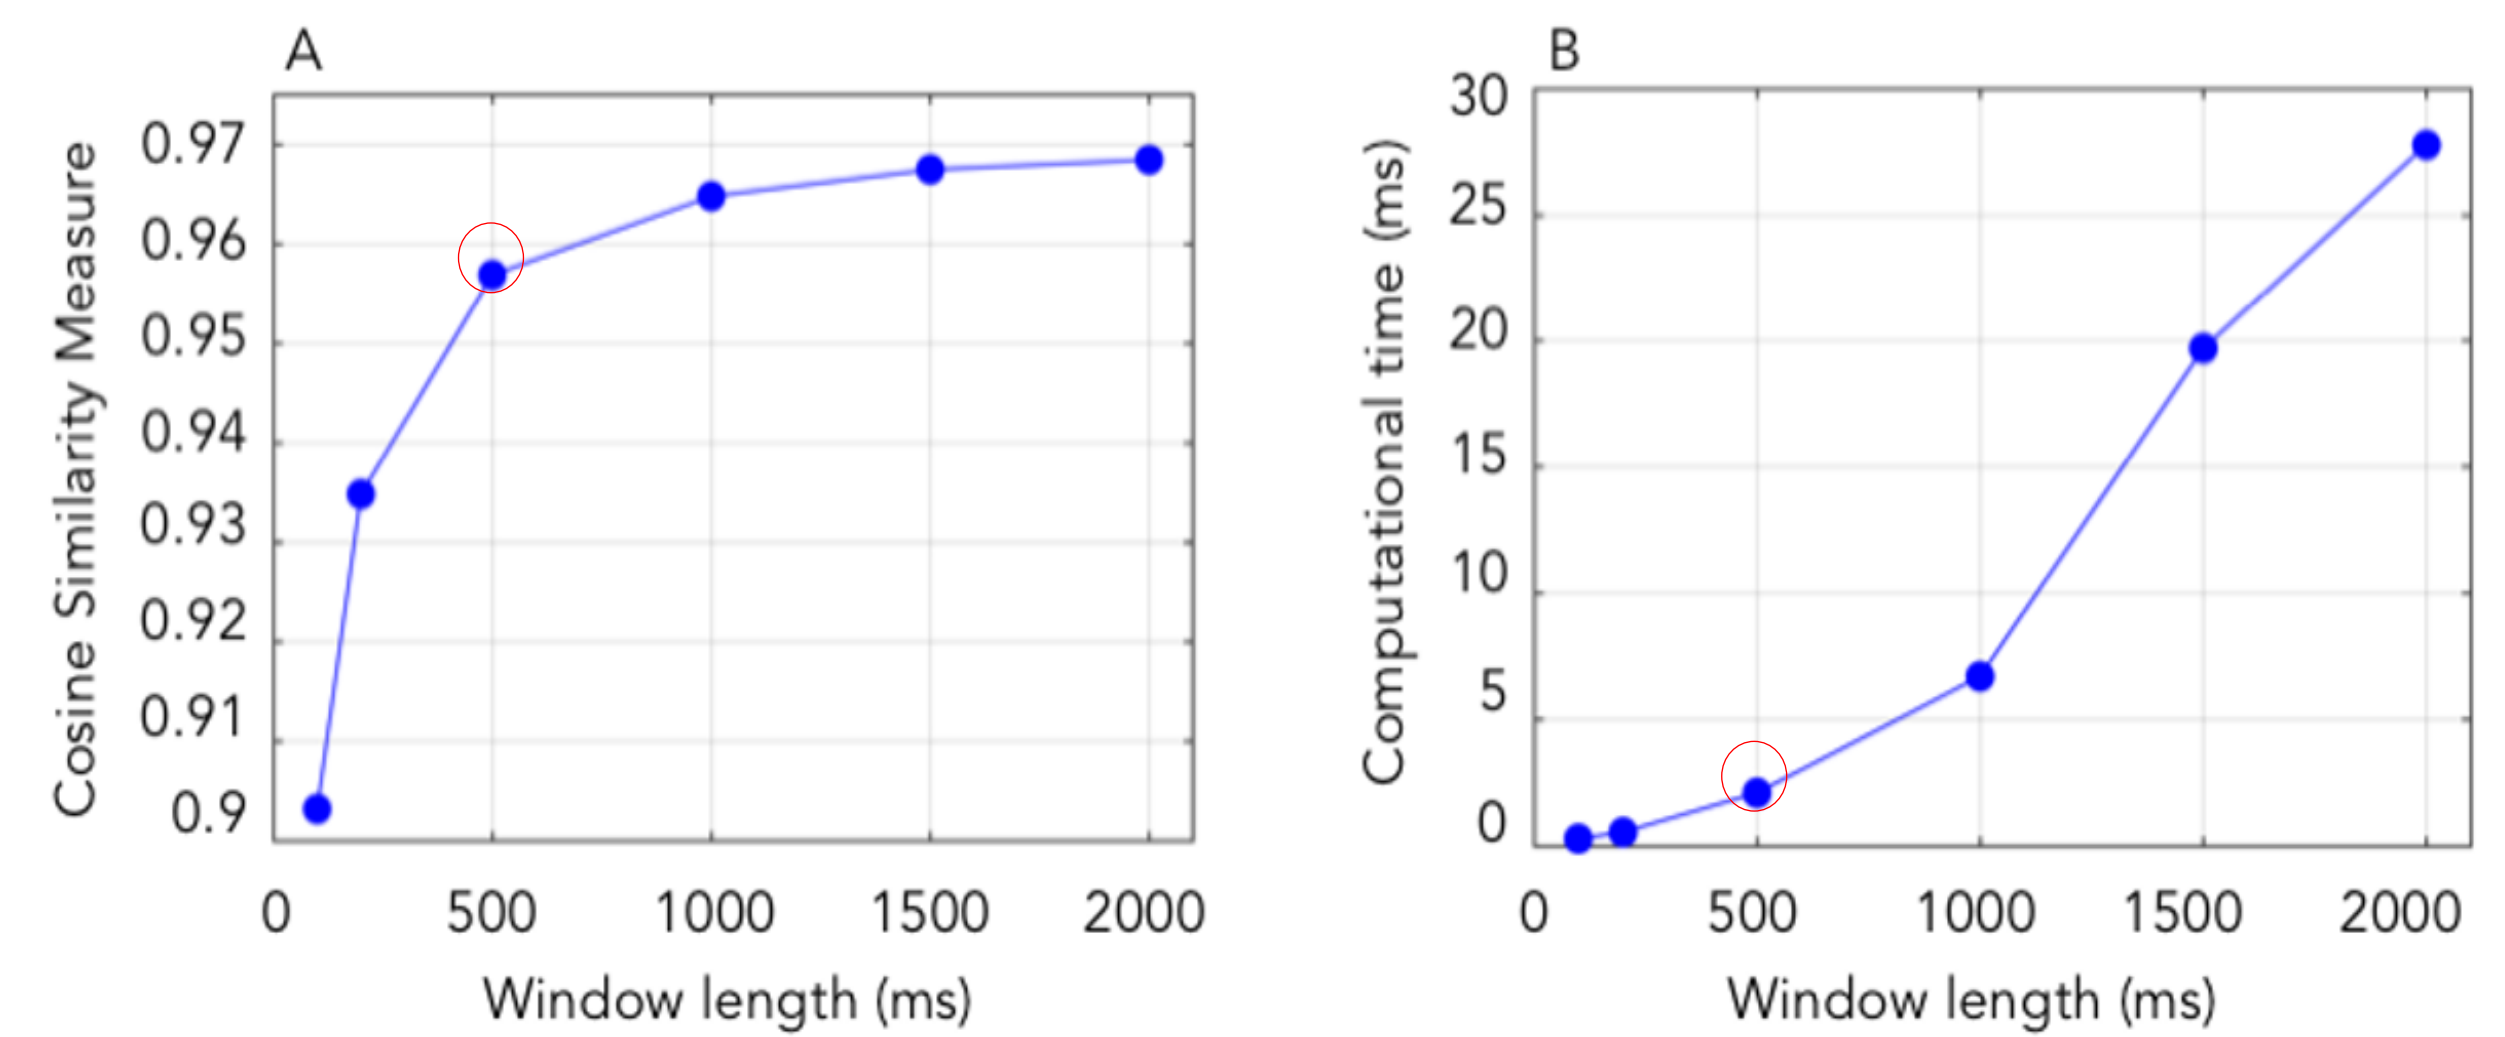 A
Cosine Similarity Measure
0.97
0.96
0.95
0.94
0.93
0.92
0.91
0.9
0 500 1000 1500 2000
Window length (ms)
B
Computational time (ms)
30
25
20
15
10
5
0
0 500 1000 1500 2000
Window length (ms)